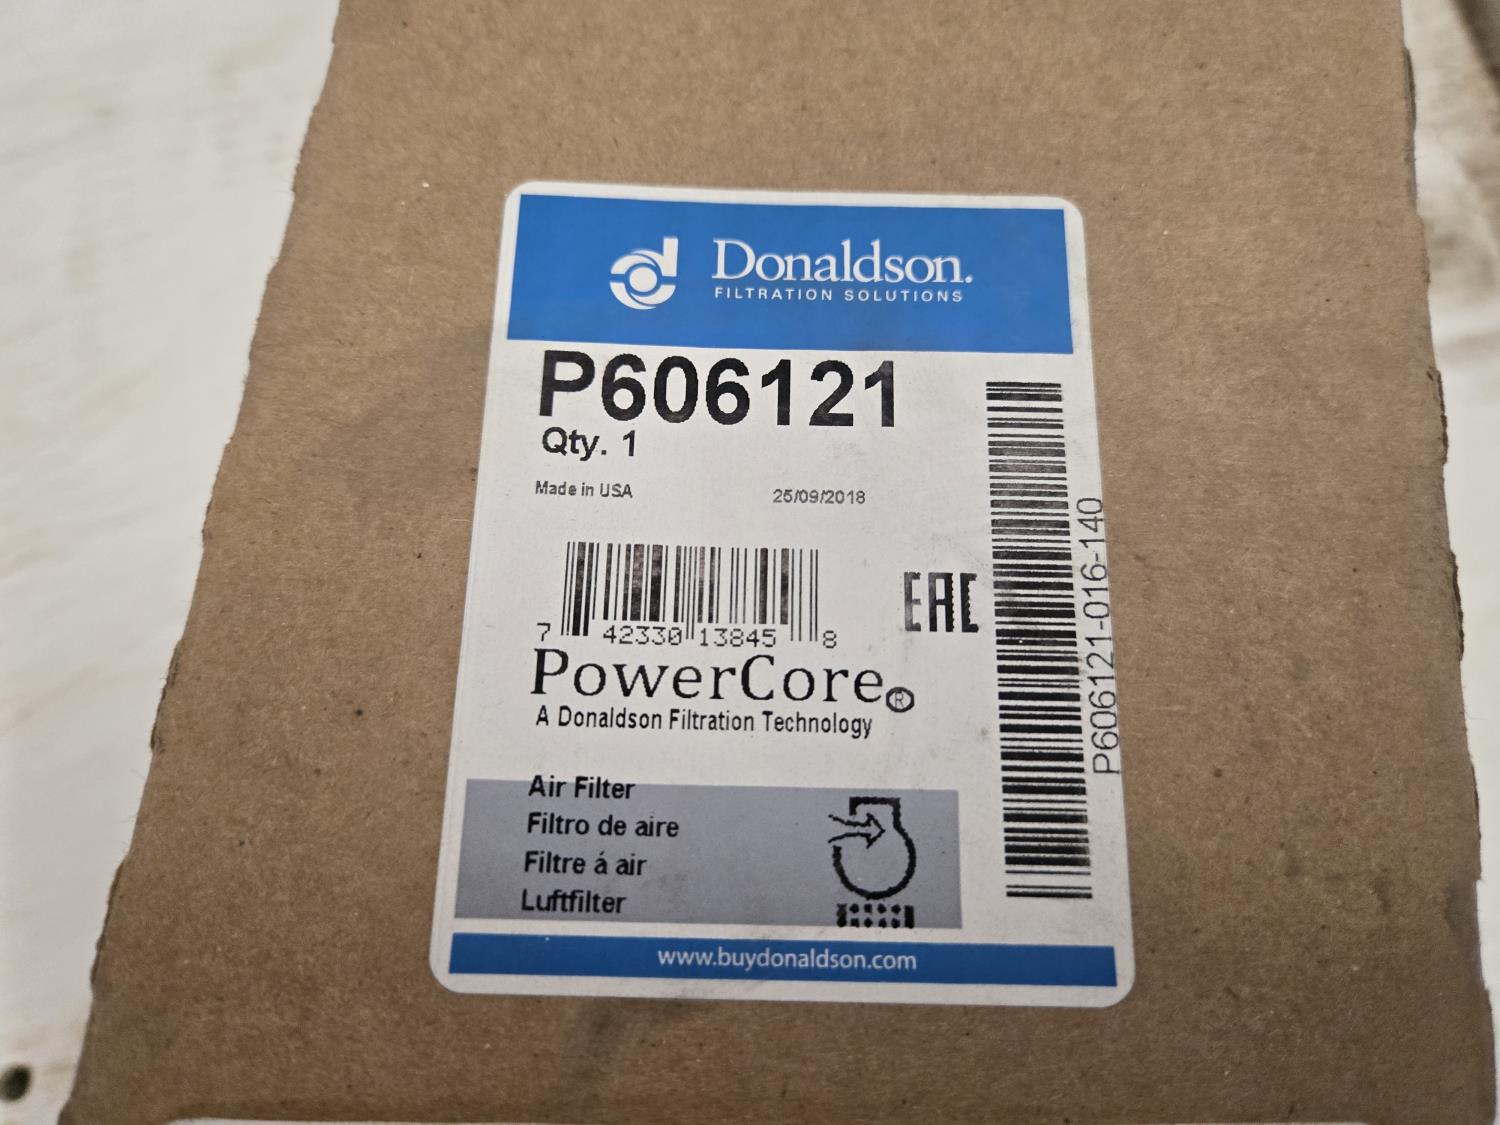 Donaldson.
FILTRATION SOLUTIONS
P606121
Qty. 1
Made in USA
25/09/2018
7 42330 13845 8
EAC
PowerCore®
A Donaldson Filtration Technology
Air Filter
Filtro de aire
Filtre á air
Luftfilter
www.buydonaldson.com
P606121-016-140